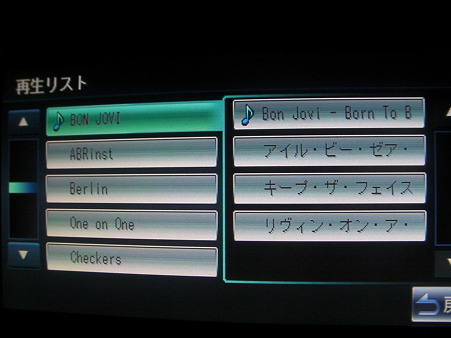 再生リスト
BON JOVI
ABRinst
Berlin
One on One
Checkers
Bon Jovi - Born To B
アイル・ビー・ゼア・
キープ・ザ・フェイス
リヴィン・オン・ア・
戻